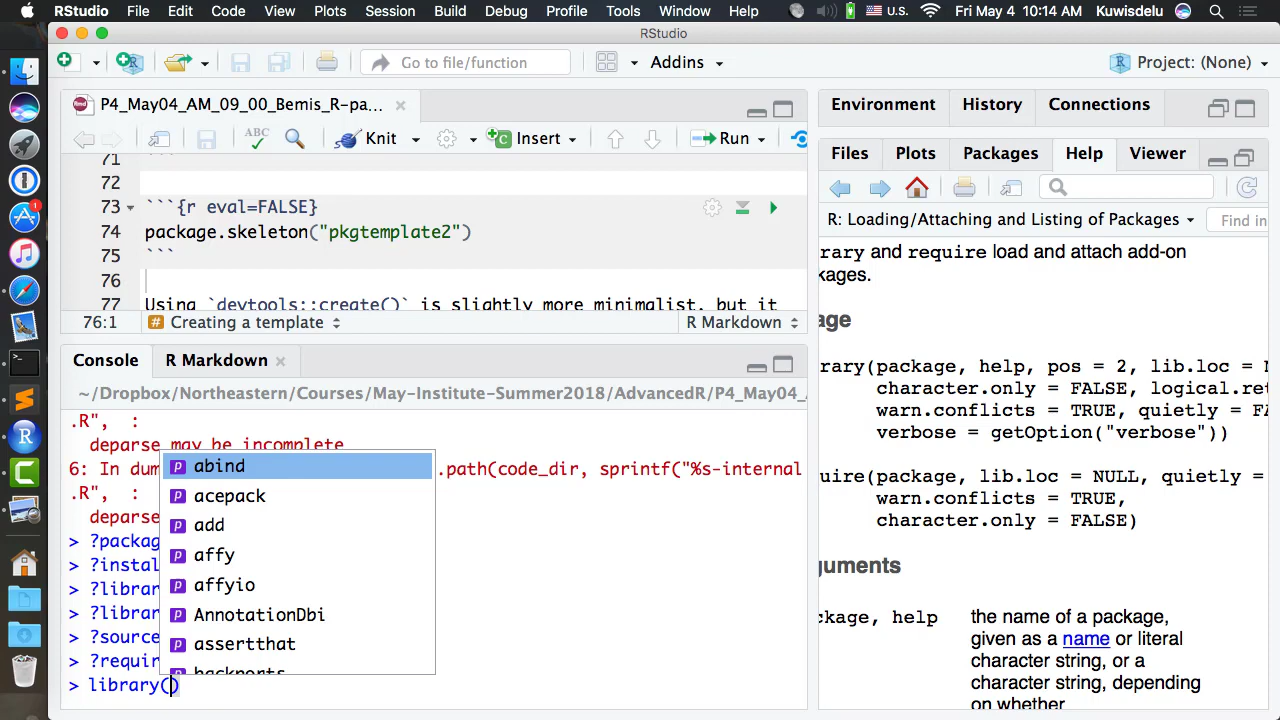 RStudio File Edit Code View Plots Session Build Debug Profile Tools Window Help U.S. Fri May 4 10:14 AM Kuwisdelu
RStudio
Go to file/function Addins Project: (None)
P4_May04_AM_09_00_Bemis_R-pa...
ABC Knit Insert Run
71 ```
72
73 ```{r eval=FALSE}
74 package.skeleton("pkgtemplate2")
75 ```
76
77 Using `devtools::create()` is slightly more minimalist, but it
76:1 # Creating a template R Markdown
Console R Markdown
~/Dropbox/Northeastern/Courses/May-Institute-Summer2018/AdvancedR/P4_May04_
.R", :
deparse may be incomplete
6: In dum .path(code_dir, sprintf("%s-internal
.R", :
deparse
> ?packag
> ?instal
> ?librar
> ?librar
> ?source
> ?requir
> library()
abind
acepack
add
affy
affyio
AnnotationDbi
assertthat
backports
Environment History Connections
Files Plots Packages Help Viewer
R: Loading/Attaching and Listing of Packages Find in
rary and require load and attach add-on
kages.
age
rary(package, help, pos = 2, lib.loc = N
character.only = FALSE, logical.ret
warn.conflicts = TRUE, quietly = FA
verbose = getOption("verbose"))
uire(package, lib.loc = NULL, quietly =
warn.conflicts = TRUE,
character.only = FALSE)
guments
ckage, help the name of a package,
given as a name or literal
character string, or a
character string, depending
on whether